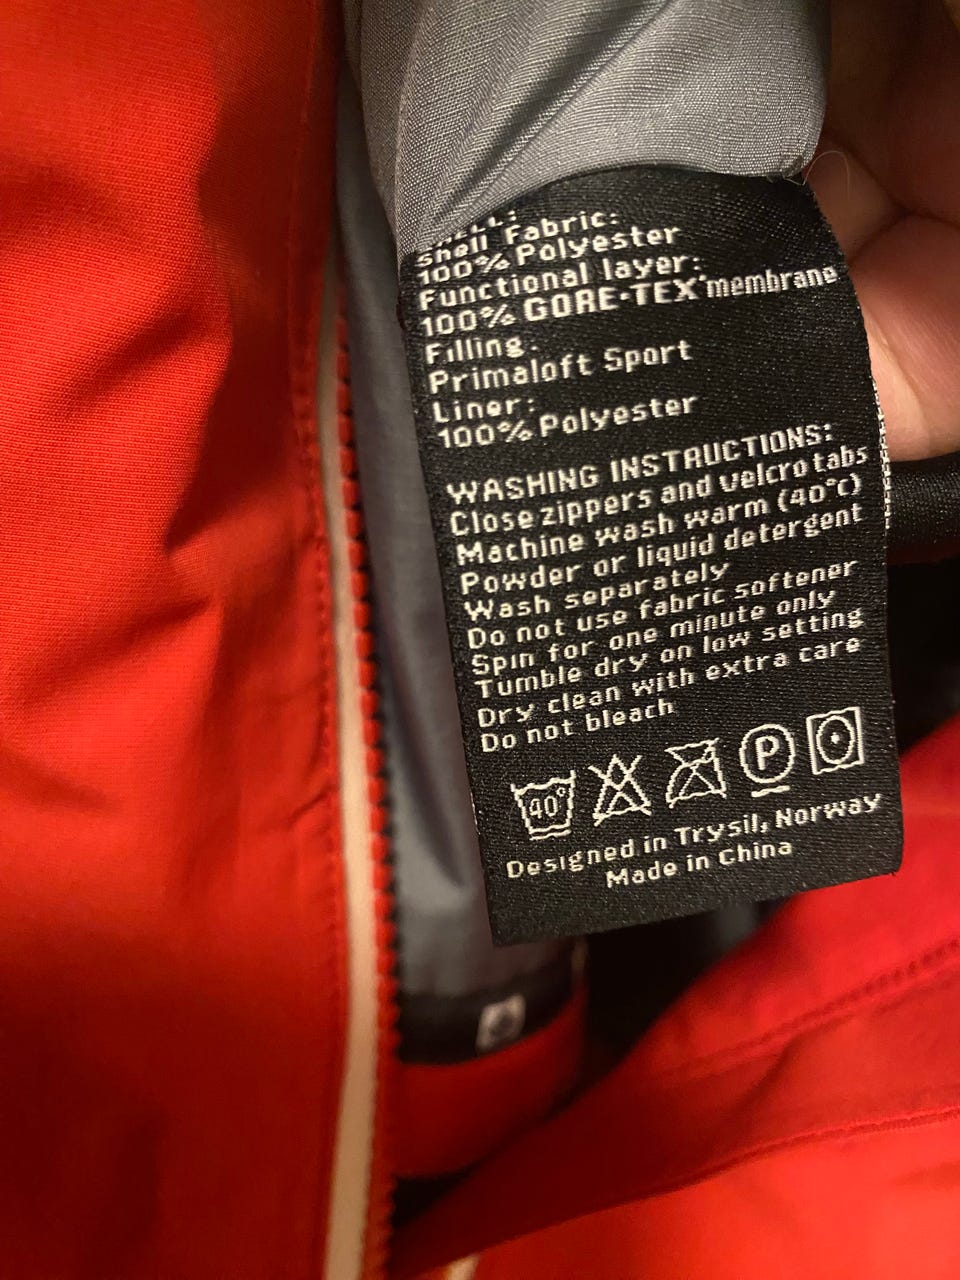 Shell Fabric:
100% Polyester
Functional layer:
100% GORE-TEX® membrane
Filling:
Primaloft Sport
Liner:
100% Polyester
WASHING INSTRUCTIONS:
Close zippers and velcro tabs
Machine wash warm (40°C)
Powder or liquid detergent
Wash separately
Do not use fabric softener
Spin for one minute only
Tumble dry on low setting
Dry clean with extra care
Do not bleach
40° P
Designed in Trysil, Norway
Made in China